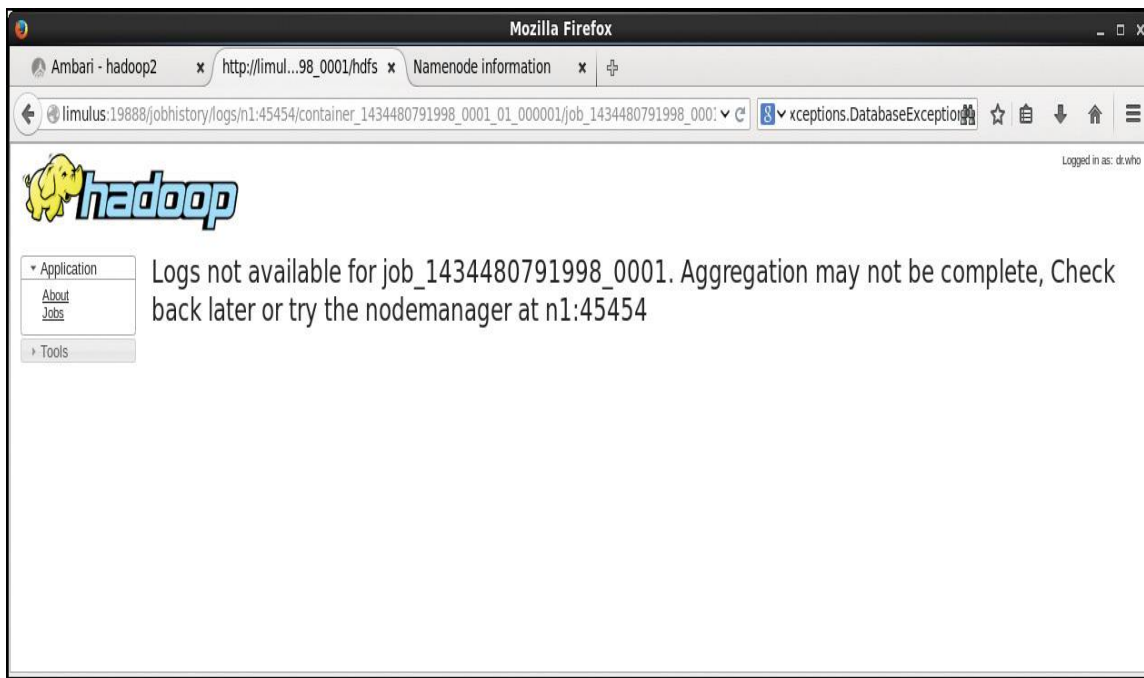 Mozilla Firefox
Ambari - hadoop2
http://limul...98_0001/hdfs
Namenode information
limulus:19888/jobhistory/logs/n1:45454/container_1434480791998_0001_01_000001/job_1434480791998_000
8 xceptions.DatabaseException
Logged in as: dr.who
hadoop
Application
About
Jobs
Tools
Logs not available for job_1434480791998_0001. Aggregation may not be complete, Check
back later or try the nodemanager at n1:45454